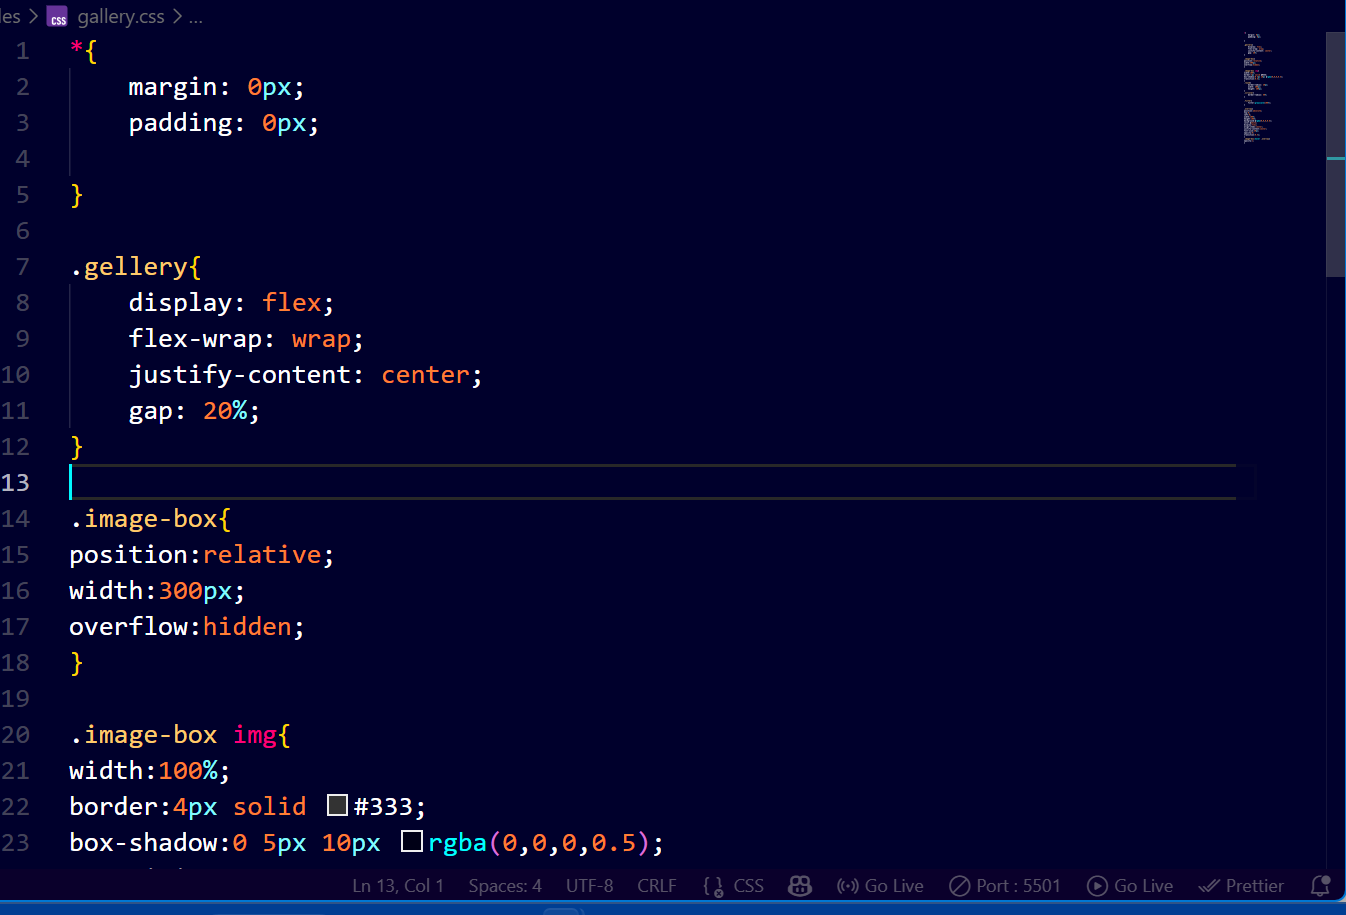 les > css gallery.css > ...
1 *{
2 margin: 0px;
3 padding: 0px;
4
5 }
6
7 .gellery{
8 display: flex;
9 flex-wrap: wrap;
10 justify-content: center;
11 gap: 20%;
12 }
13
14 .image-box{
15 position:relative;
16 width:300px;
17 overflow:hidden;
18 }
19
20 .image-box img{
21 width:100%;
22 border:4px solid #333;
23 box-shadow:0 5px 10px rgba(0,0,0,0.5);
Ln 13, Col 1 Spaces: 4 UTF-8 CRLF { } CSS Go Live Port : 5501 Go Live Prettier